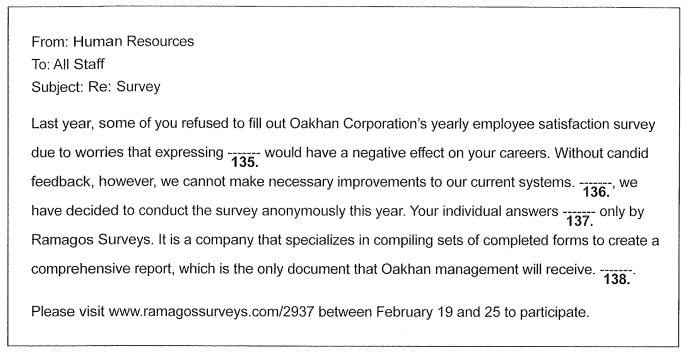 From: Human Resources
To: All Staff
Subject: Re: Survey
Last year, some of you refused to fill out Oakhan Corporation's yearly employee satisfaction survey
due to worries that expressing ------- 135. would have a negative effect on your careers. Without candid
feedback, however, we cannot make necessary improvements to our current systems. ------- 136., we
have decided to conduct the survey anonymously this year. Your individual answers ------- 137. only by
Ramagos Surveys. It is a company that specializes in compiling sets of completed forms to create a
comprehensive report, which is the only document that Oakhan management will receive. ------- 138..
Please visit www.ramagossurveys.com/2937 between February 19 and 25 to participate.